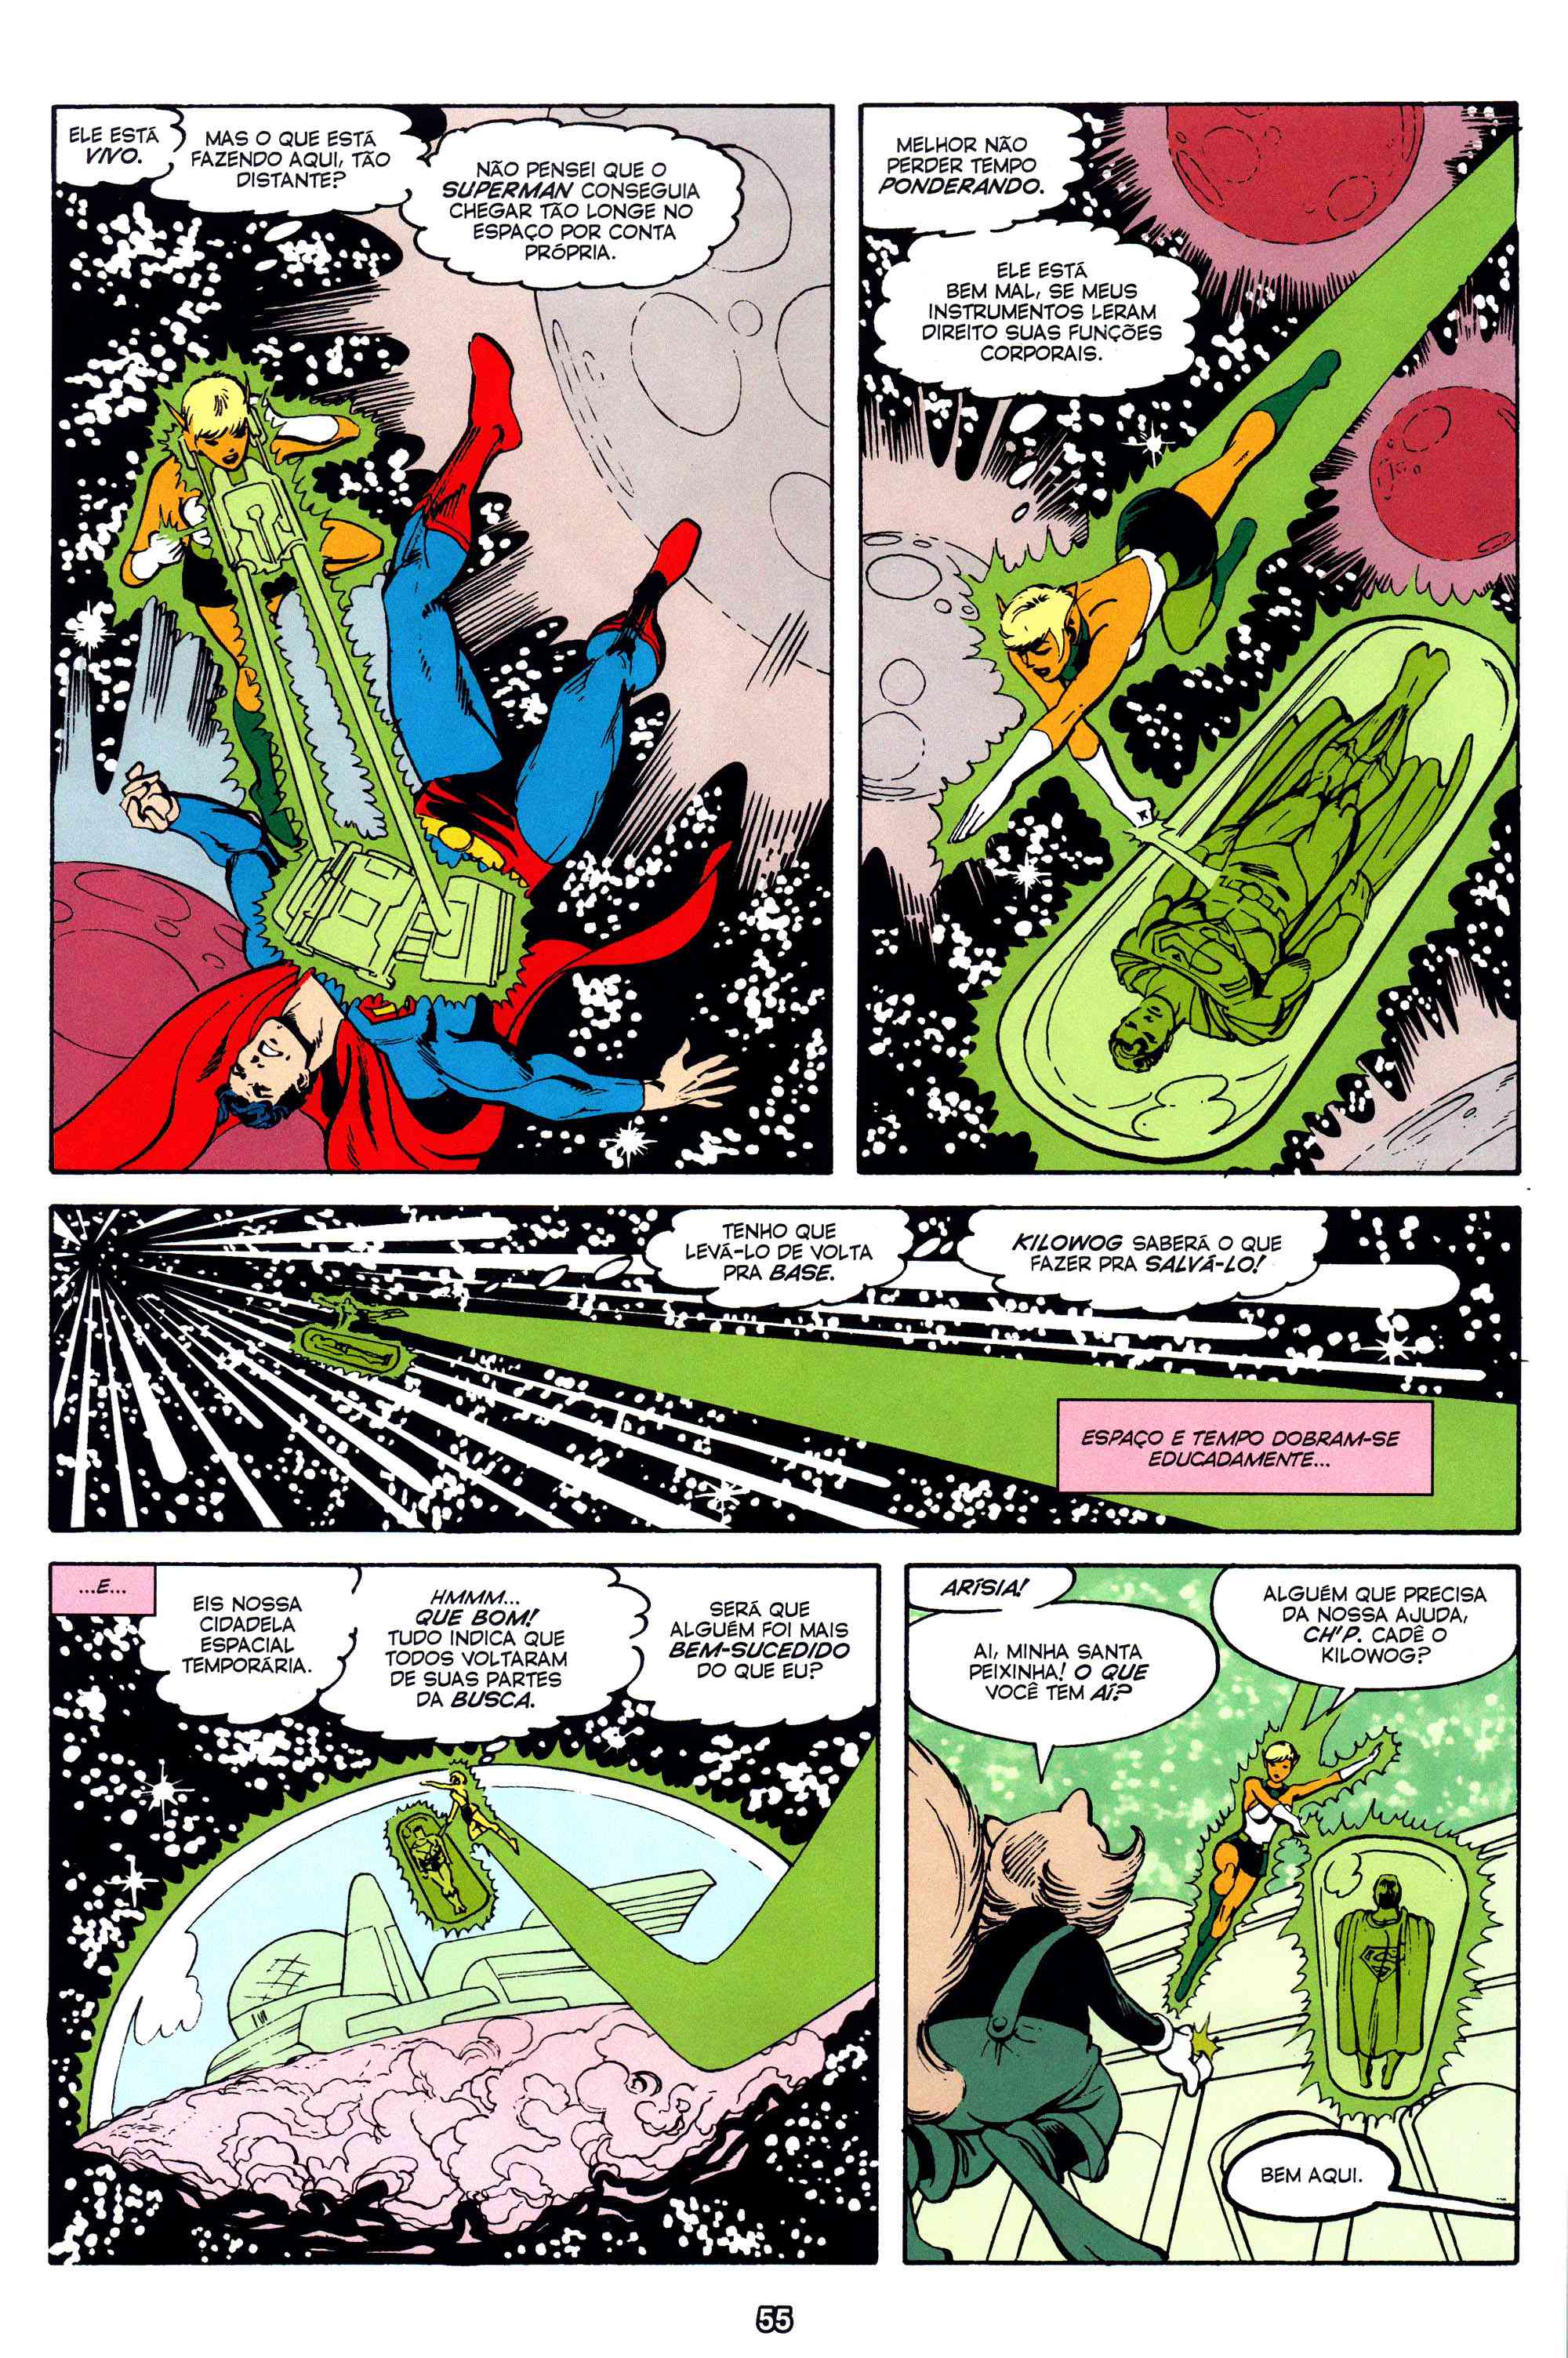 ELE ESTÁ
VIVO.
MAS O QUE ESTÁ
FAZENDO AQUI, TÃO
DISTANTE?
NÃO PENSEI QUE O
SUPERMAN CONSEGUIA
CHEGAR TÃO LONGE NO
ESPAÇO POR CONTA
PRÓPRIA.
MELHOR NÃO
PERDER TEMPO
PONDERANDO.
ELE ESTÁ
BEM MAL, SE MEUS
INSTRUMENTOS LERAM
DIREITO SUAS FUNÇÕES
CORPORAIS.
TENHO QUE
LEVÁ-LO DE VOLTA
PRA BASE.
KILOWOG SABERÁ O QUE
FAZER PRA SALVÁ-LO!
ESPAÇO E TEMPO DOBRAM-SE
EDUCADAMENTE...
...E...
EIS NOSSA
CIDADELA
ESPACIAL
TEMPORÁRIA.
HMMM...
QUE BOM!
TUDO INDICA QUE
TODOS VOLTARAM
DE SUAS PARTES
DA BUSCA.
SERÁ QUE
ALGUÉM FOI MAIS
BEM-SUCEDIDO
DO QUE EU?
ARÍSIA!
AI, MINHA SANTA
PEIXINHA! O QUE
VOCÊ TEM AÍ?
ALGUÉM QUE PRECISA
DA NOSSA AJUDA,
CH'P. CADÊ O
KILOWOG?
BEM AQUI.
55